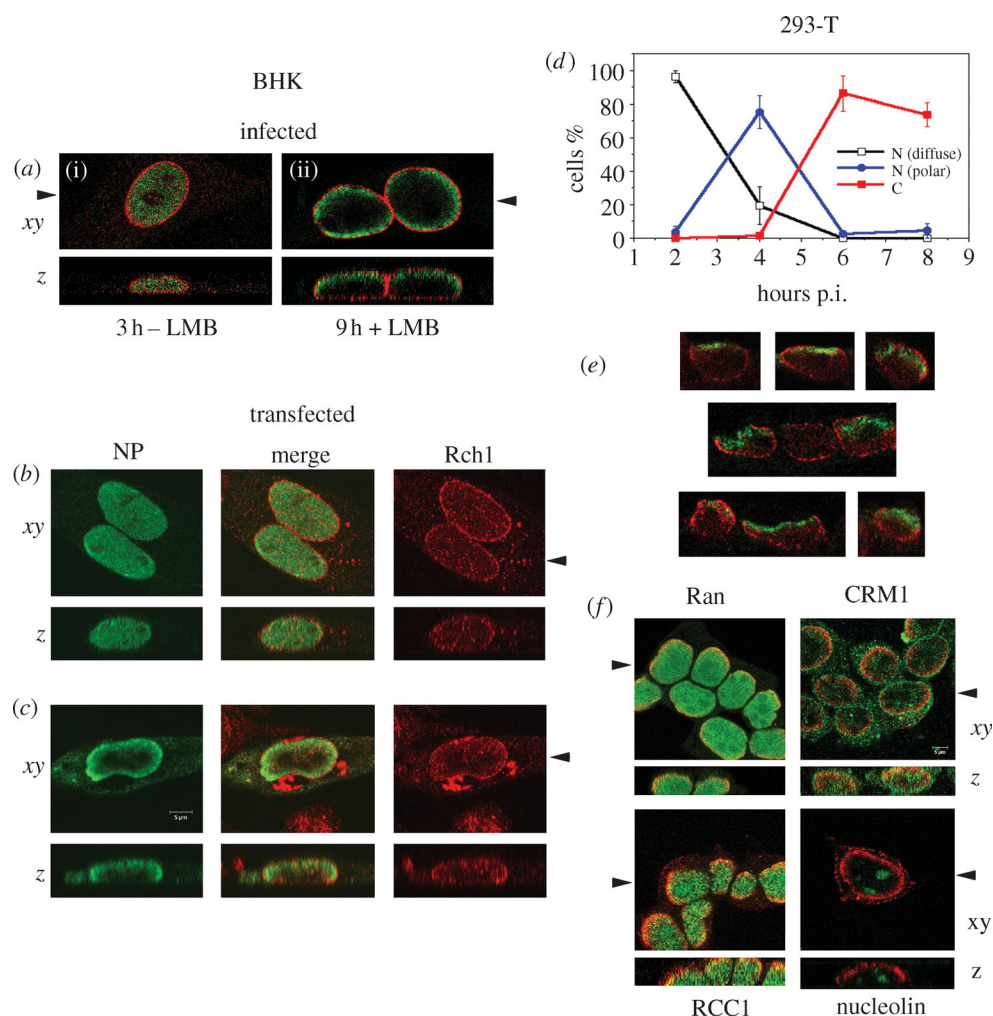 BHK
infected
(a)
(i)
(ii)
xy
z
3 h – LMB
9 h + LMB
transfected
NP
merge
Rch1
(b)
xy
z
(c)
xy
5 µm
z
293-T
(d)
100
80
60
40
20
0
cells %
N (diffuse)
N (polar)
C
1 2 3 4 5 6 7 8 9
hours p.i.
(e)
(f)
Ran
CRM1
xy
5 µm
z
xy
z
RCC1
nucleolin